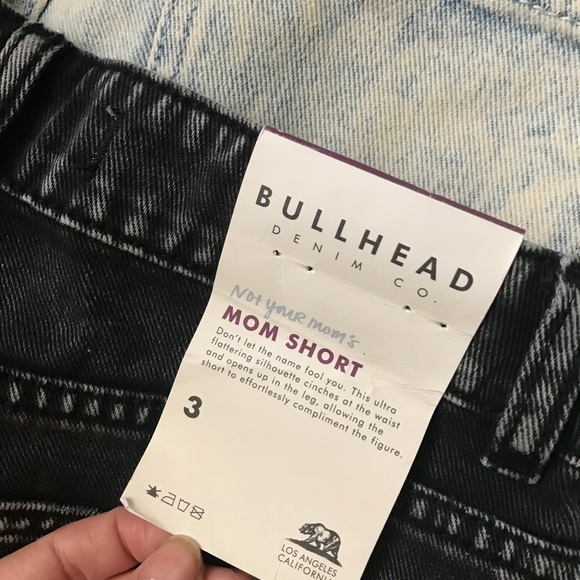 BULLHEAD
DENIM CO.
Not your mom's
MOM SHORT
Don't let the name fool you. This ultra
flattering silhouette cinches at the waist
and opens up in the leg, allowing the
short to effortlessly compliment the figure.
3
LOS ANGELES
CALIFORNIA